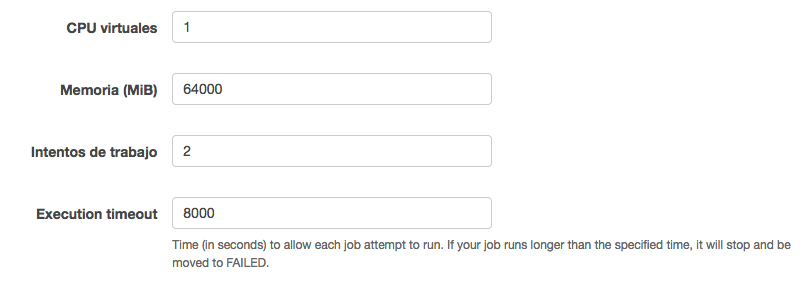 CPU virtuales 1
Memoria (MiB) 64000
Intentos de trabajo 2
Execution timeout 8000
Time (in seconds) to allow each job attempt to run. If your job runs longer than the specified time, it will stop and be
moved to FAILED.